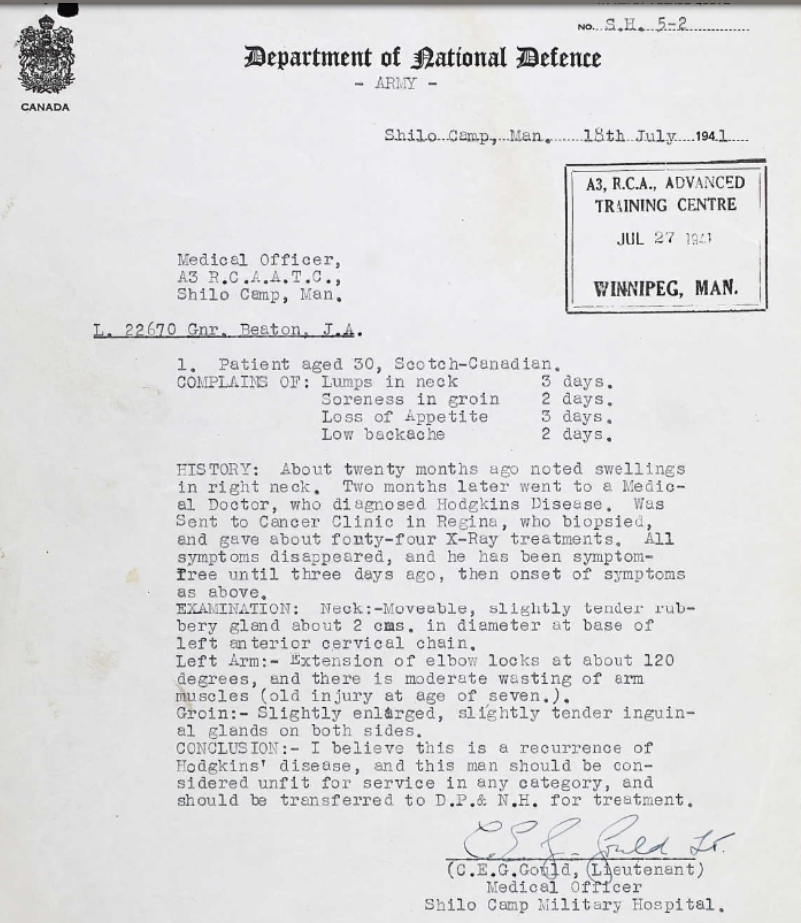 NO. S.H. 5-2
Department of National Defence
- ARMY -
CANADA
Shilo Camp, Man. 18th July 1941
A3, R.C.A., ADVANCED
TRAINING CENTRE
JUL 27 1941
WINNIPEG, MAN.
Medical Officer,
A3 R.C.A.A.T.C.,
Shilo Camp, Man.
L. 22670 Gnr. Beaton, J.A.
1. Patient aged 30, Scotch-Canadian.
COMPLAINS OF: Lumps in neck 3 days.
Soreness in groin 2 days.
Loss of Appetite 3 days.
Low backache 2 days.
HISTORY: About twenty months ago noted swellings
in right neck. Two months later went to a Medic-
al Doctor, who diagnosed Hodgkins Disease. Was
Sent to Cancer Clinic in Regina, who biopsied,
and gave about fonty-four X-Ray treatments. All
symptoms disappeared, and he has been symptom-
free until three days ago, then onset of symptoms
as above.
EXAMINATION: Neck:-Moveable, slightly tender rub-
bery gland about 2 cms. in diameter at base of
left anterior cervical chain.
Left Arm:- Extension of elbow locks at about 120
degrees, and there is moderate wasting of arm
muscles (old injury at age of seven.).
Groin:- Slightly enlarged, slightly tender inguin-
al glands on both sides.
CONCLUSION:- I believe this is a recurrence of
Hodgkins' disease, and this man should be con-
sidered unfit for service in any category, and
should be transferred to D.P.& N.H. for treatment.
C.E.G. Gould Lt.
(C.E.G.Gould, Lieutenant)
Medical Officer
Shilo Camp Military Hospital.